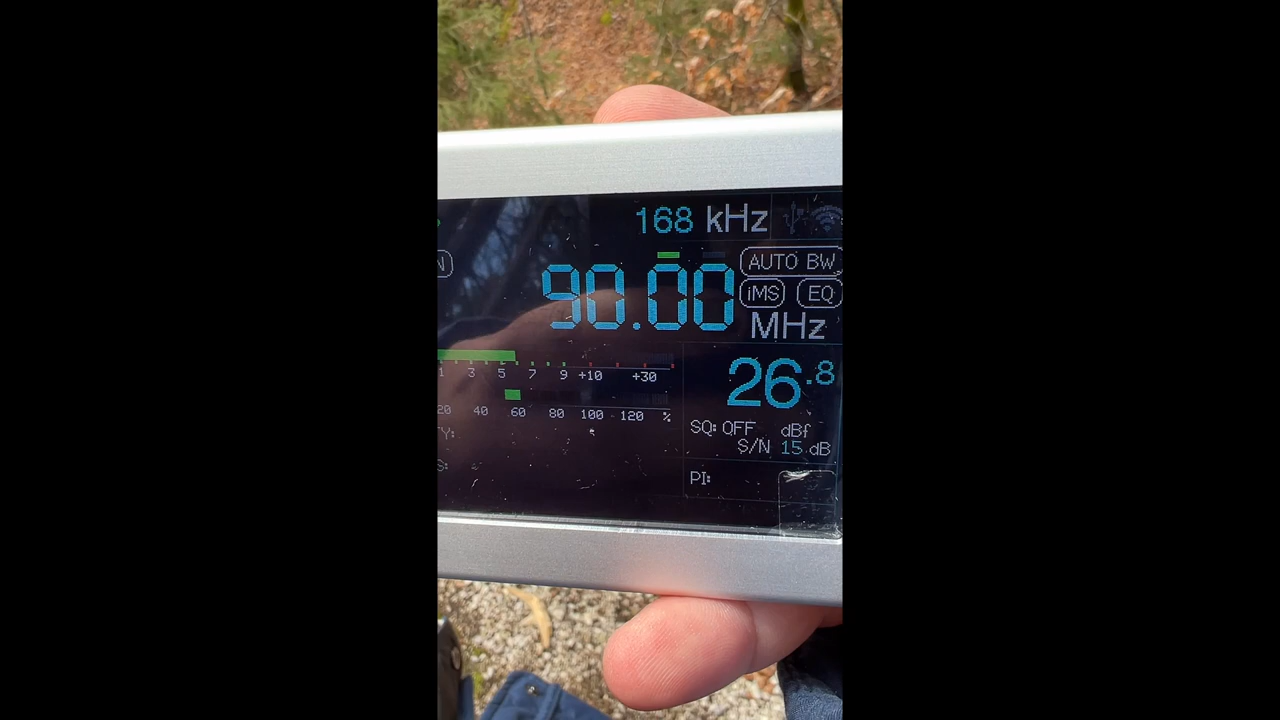 168 kHz
N
AUTO BW
90.00
iMS EQ
MHz
1 3 5 7 9 +10 +30
26.8
20 40 60 80 100 120 %
SQ: OFF dBf
Y:
S/N 15 dB
S:
PI: